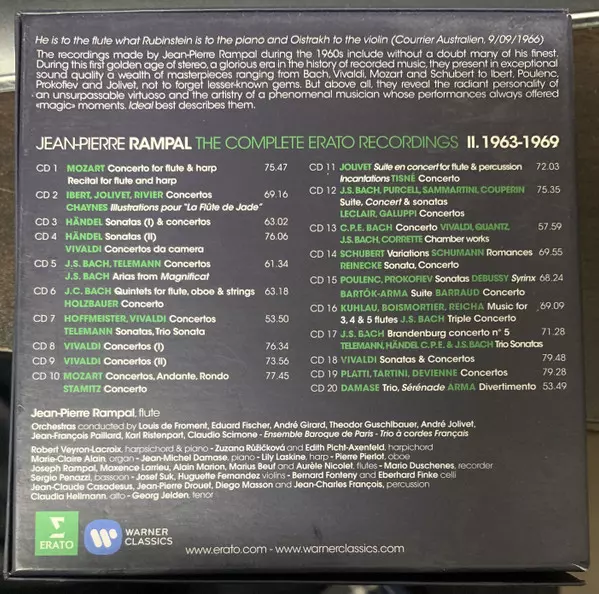 He is to the flute what Rubinstein is to the piano and Oistrakh to the violin (Courrier Australien, 9/09/1966)
The recordings made by Jean-Pierre Rampal during the 1960s include without a doubt many of his finest.
During this first golden age of stereo, a glorious era in the history of recorded music, they present in exceptional
sound quality a wealth of masterpieces ranging from Bach, Vivaldi, Mozart and Schubert to Ibert, Poulenc,
Prokofiev and Jolivet, not to forget lesser-known gems. But above all, they reveal the radiant personality of
an unsurpassable virtuoso and the artistry of a phenomenal musician whose performances always offered
«magic» moments. Ideal best describes them.
JEAN-PIERRE RAMPAL THE COMPLETE ERATO RECORDINGS II. 1963-1969
CD 1 MOZART Concerto for flute & harp 75.47
Recital for flute and harp
CD 2 IBERT, JOLIVET, RIVIER Concertos 69.16
CHAYNES Illustrations pour "La Flûte de Jade"
CD 3 HÄNDEL Sonatas (I) & concertos 63.02
CD 4 HÄNDEL Sonatas (II) 76.06
VIVALDI Concertos da camera
CD 5 J.S. BACH, TELEMANN Concertos 61.34
J.S. BACH Arias from Magnificat
CD 6 J.C. BACH Quintets for flute, oboe & strings 63.18
HOLZBAUER Concerto
CD 7 HOFFMEISTER, VIVALDI Concertos 53.50
TELEMANN Sonatas, Trio Sonata
CD 8 VIVALDI Concertos (I) 76.34
CD 9 VIVALDI Concertos (II) 73.56
CD 10 MOZART Concertos, Andante, Rondo 77.45
STAMITZ Concerto
CD 11 JOLIVET Suite en concert for flute & percussion 72.03
Incantations TISNÉ Concerto
CD 12 J.S. BACH, PURCELL, SAMMARTINI, COUPERIN 75.35
Suite, Concert & sonatas
LECLAIR, GALUPPI Concertos
CD 13 C.P.E. BACH Concerto VIVALDI, QUANTZ, 57.59
J.S. BACH, CORRETTE Chamber works
CD 14 SCHUBERT Variations SCHUMANN Romances 69.55
REINECKE Sonata, Concerto
CD 15 POULENC, PROKOFIEV Sonatas DEBUSSY Syrinx 68.24
BARTÓK-ARMA Suite BARRAUD Concerto
CD 16 KUHLAU, BOISMORTIER, REICHA Music for 69.09
3, 4 & 5 flutes J.S. BACH Triple Concerto
CD 17 J.S. BACH Brandenburg concerto n° 5 71.28
TELEMANN, HÄNDEL C.P.E. & J.S. BACH Trio Sonatas
CD 18 VIVALDI Sonatas & Concertos 79.48
CD 19 PLATTI, TARTINI, DEVIENNE Concertos 79.28
CD 20 DAMASE Trio, Sérénade ARMA Divertimento 53.49
Jean-Pierre Rampal, flute
Orchestras conducted by Louis de Froment, Eduard Fischer, André Girard, Theodor Guschlbauer, André Jolivet,
Jean-François Paillard, Karl Ristenpart, Claudio Scimone - Ensemble Baroque de Paris - Trio à cordes Français
Robert Veyron-Lacroix, harpsichord & piano - Zuzana Růžičková and Edith Picht-Axenfeld, harpsichord
Marie-Claire Alain, organ - Jean-Michel Damase, piano - Lily Laskine, harp - Pierre Pierlot, oboe
Joseph Rampal, Maxence Larrieu, Alain Marion, Marius Beuf and Aurèle Nicolet, flutes - Mario Duschenes, recorder
Sergio Penazzi, bassoon - Josef Suk, Huguette Fernandez violins - Bernard Fonteny and Eberhard Finke celli
Jean-Claude Casadesus, Jean-Pierre Drouet, Diego Masson and Jean-Charles François, percussion
Claudia Hellmann, alto - Georg Jelden, tenor
ERATO
WARNER
CLASSICS
www.erato.com - www.warnerclassics.com